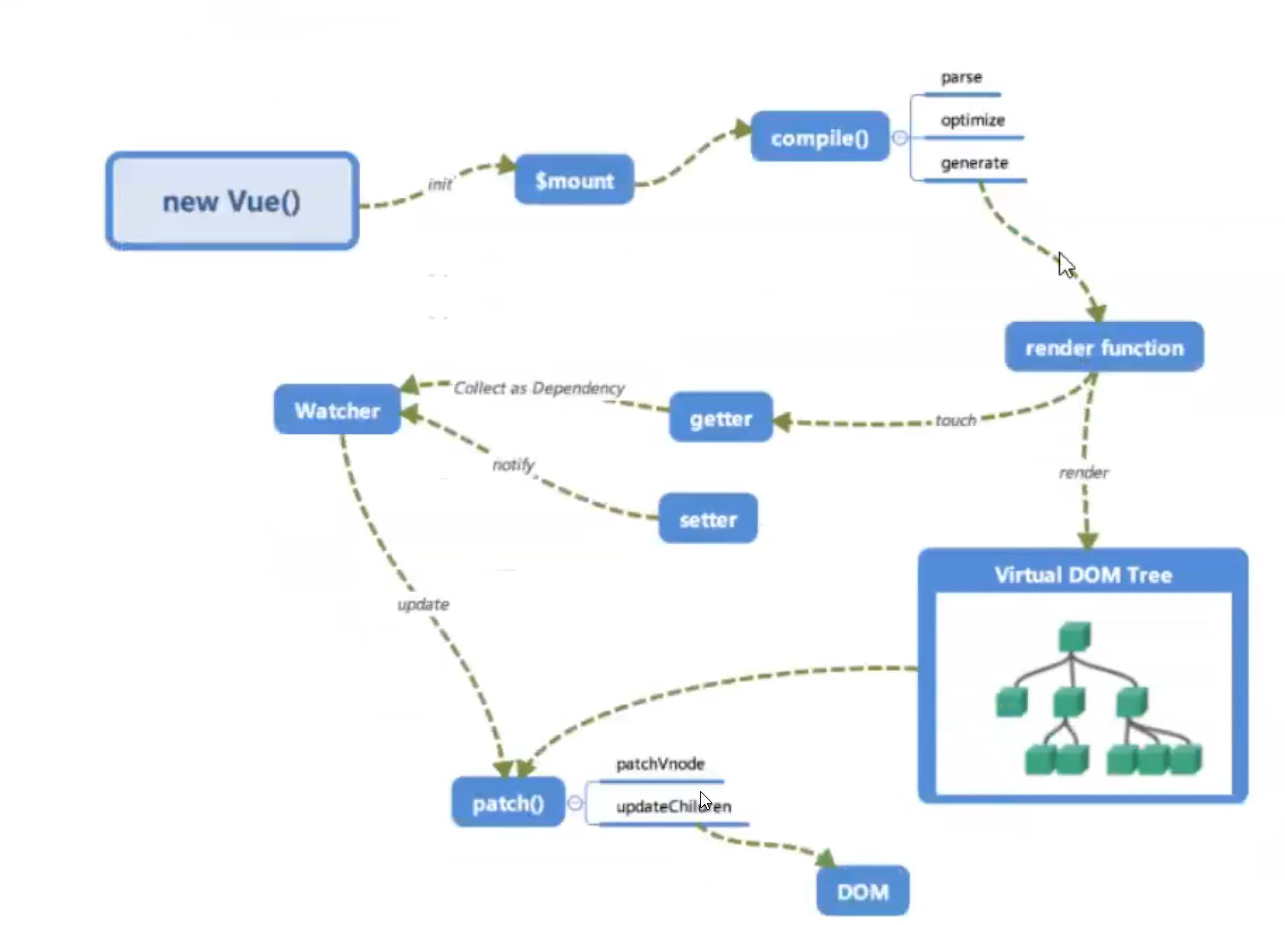 parse
optimize
compile()
generate
$mount
init
new Vue()
render function
Collect as Dependency
Watcher
getter
touch
notify
render
setter
Virtual DOM Tree
update
patchVnode
patch()
updateChildren
DOM